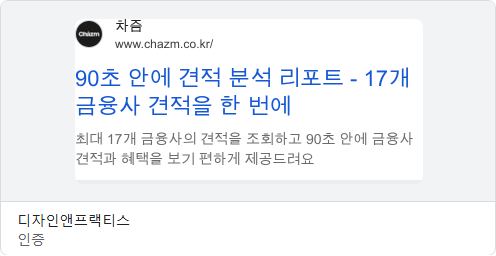 Chazm
차즘
www.chazm.co.kr/
90초 안에 견적 분석 리포트 - 17개
금융사 견적을 한 번에
최대 17개 금융사의 견적을 조회하고 90초 안에 금융사
견적과 혜택을 보기 편하게 제공드려요
디자인앤프랙티스
인증